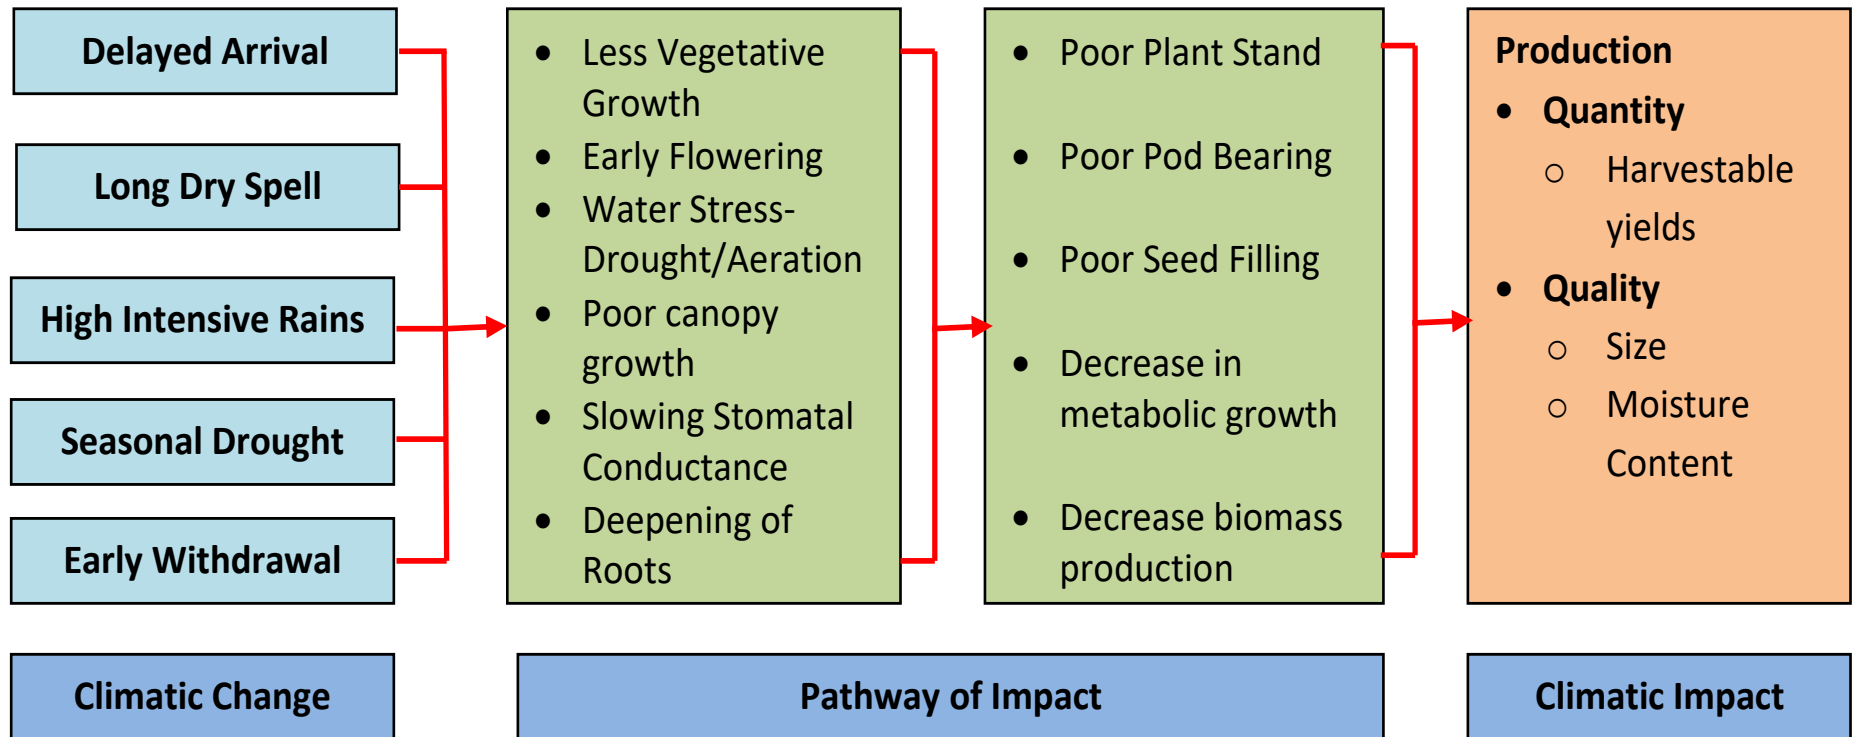 Delayed Arrival
Long Dry Spell
High Intensive Rains
Seasonal Drought
Early Withdrawal
• Less Vegetative
Growth
• Early Flowering
• Water Stress-
Drought/Aeration
• Poor canopy
growth
• Slowing Stomatal
Conductance
• Deepening of
Roots
• Poor Plant Stand
• Poor Pod Bearing
• Poor Seed Filling
• Decrease in
metabolic growth
• Decrease biomass
production
Production
• Quantity
○ Harvestable
yields
• Quality
○ Size
○ Moisture
Content
Climatic Change
Pathway of Impact
Climatic Impact